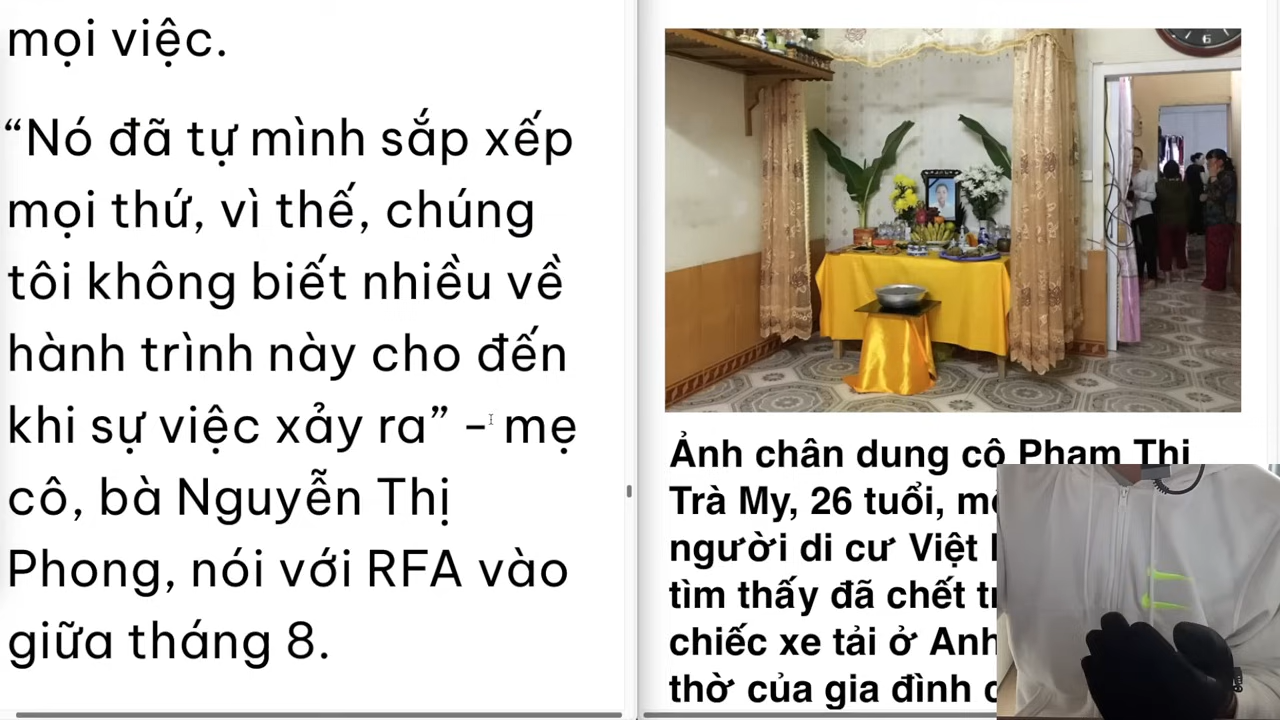 mọi việc.
“Nó đã tự mình sắp xếp
mọi thứ, vì thế, chúng
tôi không biết nhiều về
hành trình này cho đến
khi sự việc xảy ra” – mẹ
cô, bà Nguyễn Thị
Phong, nói với RFA vào
giữa tháng 8.
6
Ảnh chân dung cô Phạm Thị
Trà My, 26 tuổi,
người di cư Việt
tìm thấy đã chết
chiếc xe tải ở Anh
thờ của gia đình